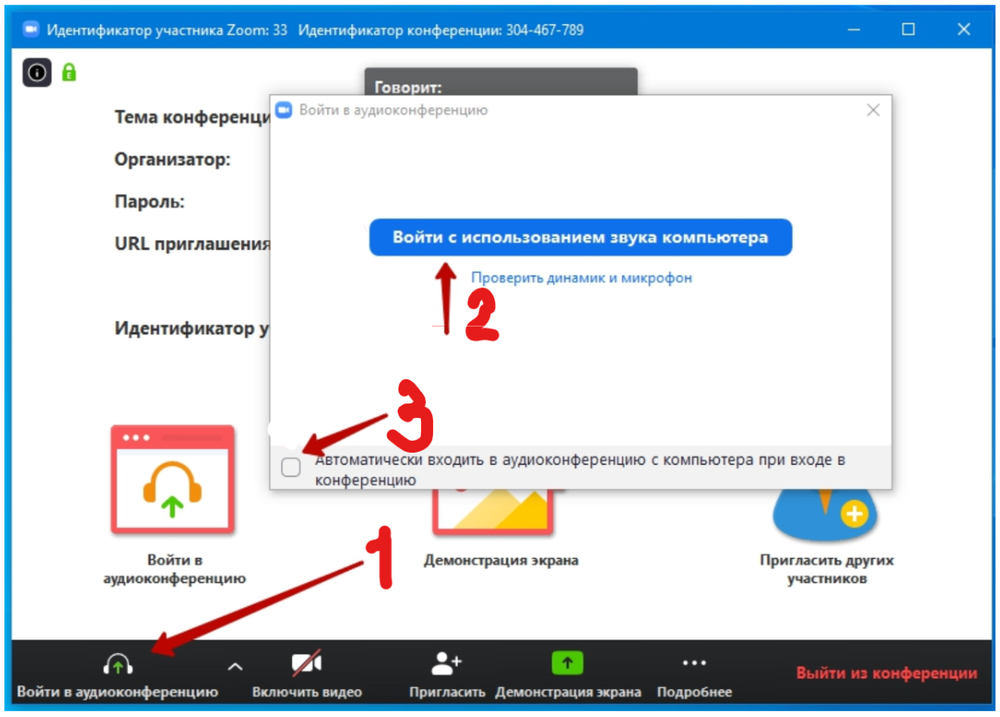 Идентификатор участника Zoom: 33 Идентификатор конференции: 304-467-789
Говорит:
Войти в аудиоконференцию
Тема конференци
Организатор:
Пароль:
URL приглашения
Войти с использованием звука компьютера
Проверить динамик и микрофон
2
Идентификатор у
3
Автоматически входить в аудиоконференцию с компьютера при входе в
конференцию
1
Войти в
аудиоконференцию
Демонстрация экрана
Пригласить других
участников
Войти в аудиоконференцию
Включить видео
Пригласить
Демонстрация экрана
Подробнее
Выйти из конференции